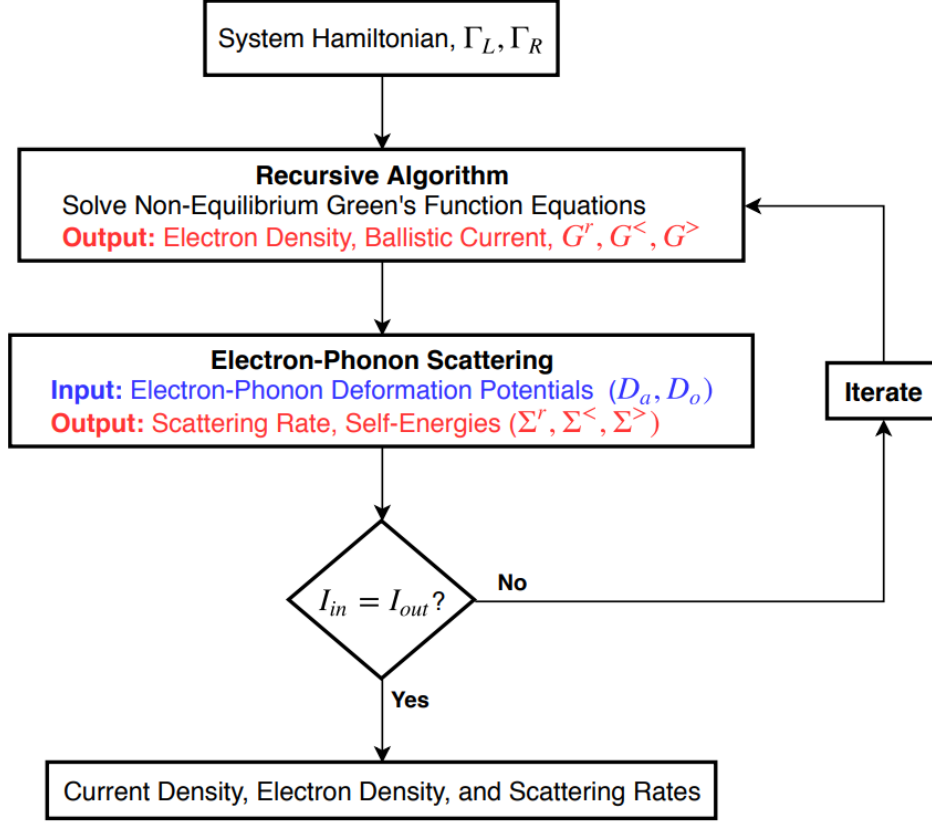 System Hamiltonian, Γ_L, Γ_R
Recursive Algorithm
Solve Non-Equilibrium Green's Function Equations
Output: Electron Density, Ballistic Current, G^r, G^<, G^>
Electron-Phonon Scattering
Input: Electron-Phonon Deformation Potentials (D_a, D_o)
Output: Scattering Rate, Self-Energies (Σ^r, Σ^<, Σ^>)
Iterate
I_in = I_out?
No
Yes
Current Density, Electron Density, and Scattering Rates